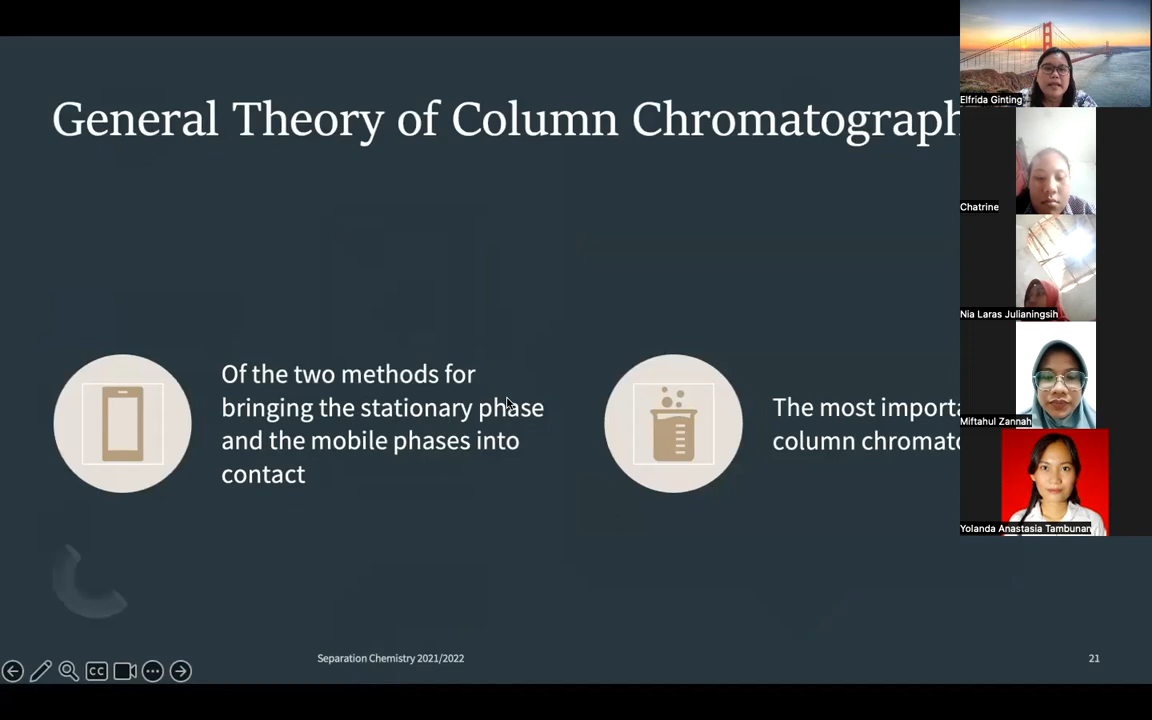 General Theory of Column Chromatograph
Of the two methods for
bringing the stationary phase
and the mobile phases into
contact
The most importa
column chromato
Separation Chemistry 2021/2022
21
CC
Elfrida Ginting
Chatrine
Nia Laras Julianingsih
Miftahul Zannah
Yolanda Anastasia Tambunan